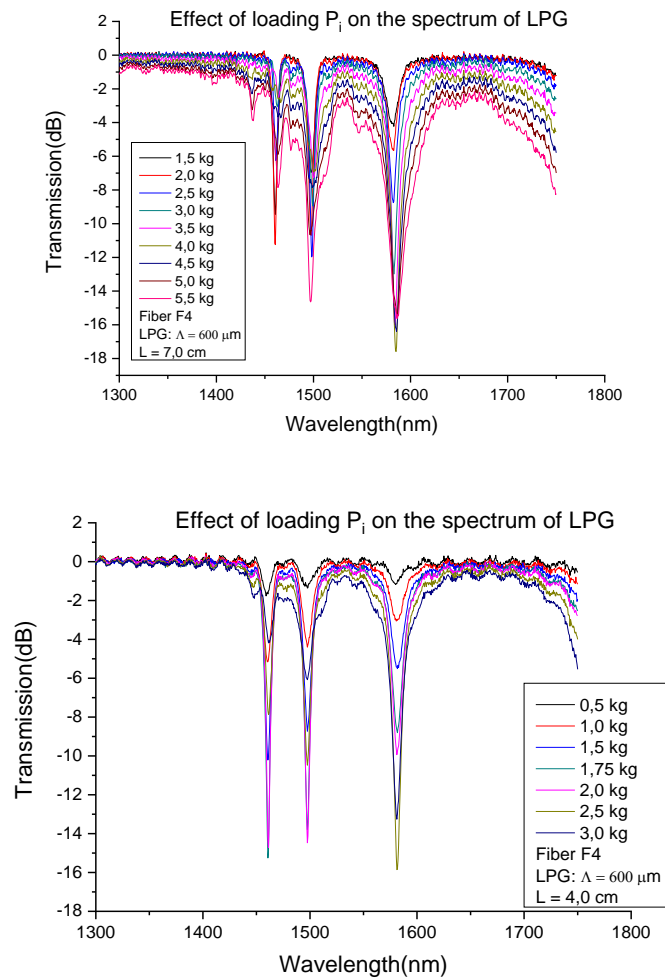 Effect of loading Pi on the spectrum of LPG
2
0
-2
-4
-6
-8
-10
-12
-14
-16
-18
Transmission(dB)
1,5 kg
2,0 kg
2,5 kg
3,0 kg
3,5 kg
4,0 kg
4,5 kg
5,0 kg
5,5 kg
Fiber F4
LPG: Λ = 600 μm
L = 7,0 cm
1300 1400 1500 1600 1700 1800
Wavelength(nm)
Effect of loading Pi on the spectrum of LPG
2
0
-2
-4
-6
-8
-10
-12
-14
-16
-18
Transmission(dB)
0,5 kg
1,0 kg
1,5 kg
1,75 kg
2,0 kg
2,5 kg
3,0 kg
Fiber F4
LPG: Λ = 600 μm
L = 4,0 cm
1300 1400 1500 1600 1700 1800
Wavelength(nm)